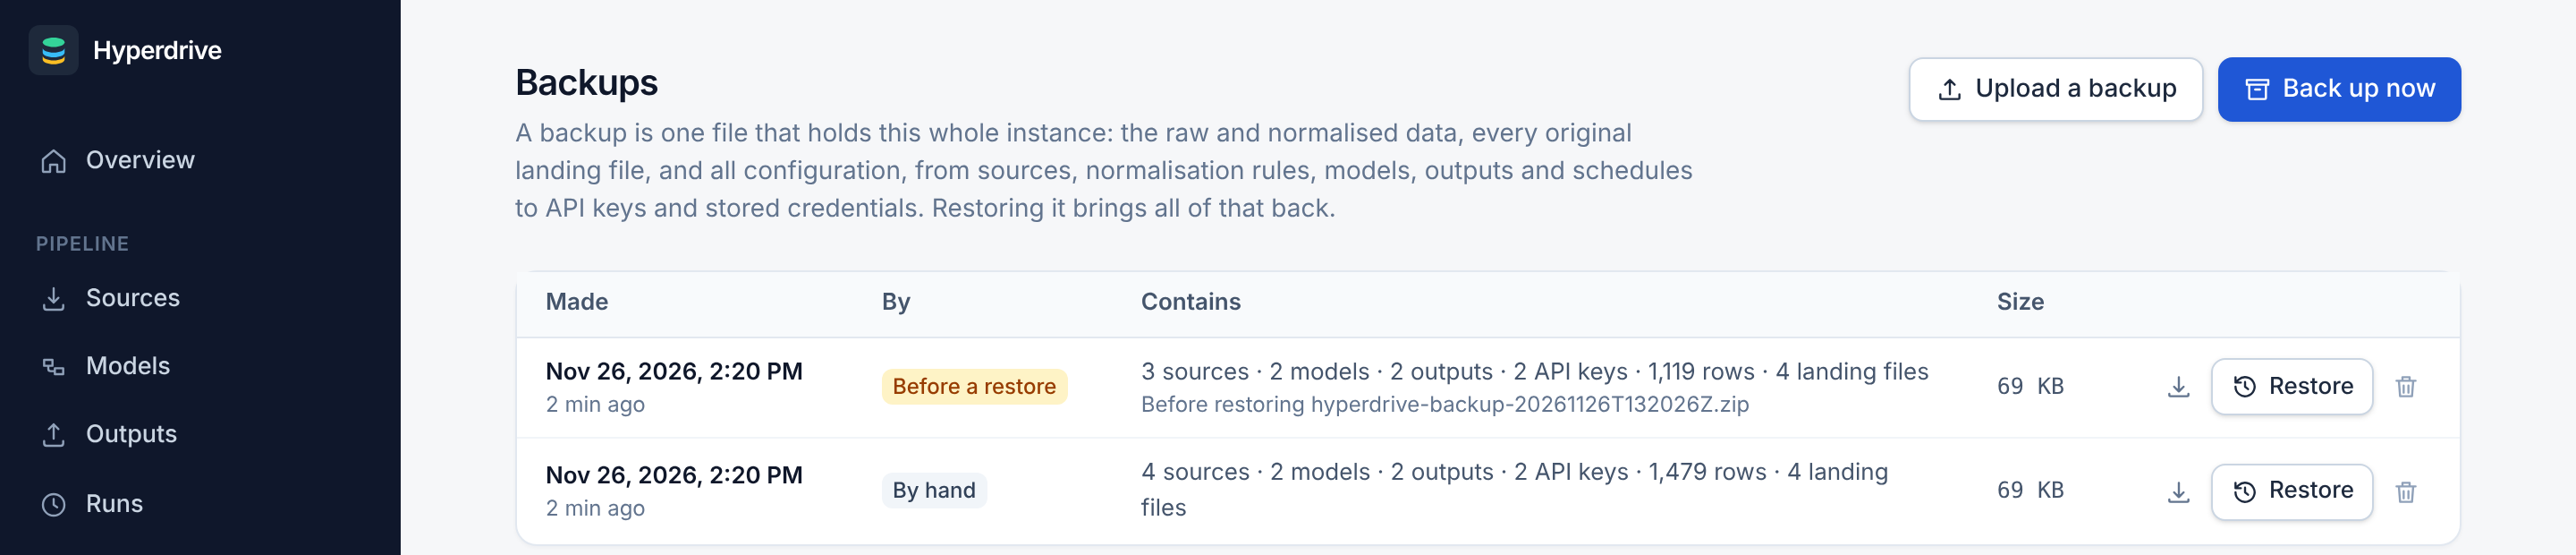 Hyperdrive
Overview
PIPELINE
Sources
Models
Outputs
Runs
Backups
A backup is one file that holds this whole instance: the raw and normalised data, every original
landing file, and all configuration, from sources, normalisation rules, models, outputs and schedules
to API keys and stored credentials. Restoring it brings all of that back.
Upload a backup
Back up now
Made By Contains Size
Nov 26, 2026, 2:20 PM Before a restore 3 sources · 2 models · 2 outputs · 2 API keys · 1,119 rows · 4 landing files 69 KB Restore
2 min ago Before restoring hyperdrive-backup-20261126T132026Z.zip
Nov 26, 2026, 2:20 PM By hand 4 sources · 2 models · 2 outputs · 2 API keys · 1,479 rows · 4 landing 69 KB Restore
2 min ago files